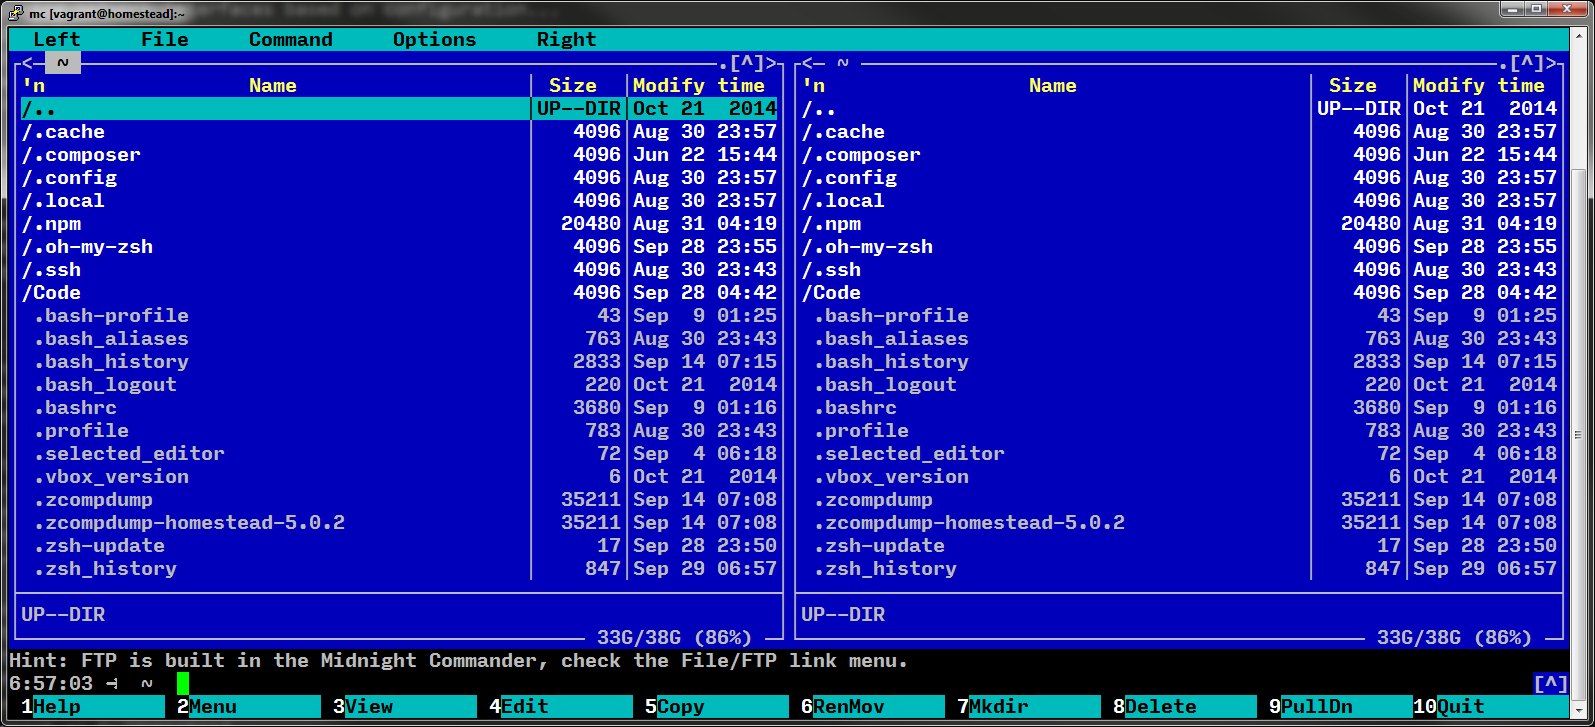 mc [vagrant@homestead]:~
Left File Command Options Right
<─ ~ .[^]> <─ ~ .[^]>
'n Name Size Modify time 'n Name Size Modify time
/.. UP--DIR Oct 21 2014 /.. UP--DIR Oct 21 2014
/.cache 4096 Aug 30 23:57 /.cache 4096 Aug 30 23:57
/.composer 4096 Jun 22 15:44 /.composer 4096 Jun 22 15:44
/.config 4096 Aug 30 23:57 /.config 4096 Aug 30 23:57
/.local 4096 Aug 30 23:57 /.local 4096 Aug 30 23:57
/.npm 20480 Aug 31 04:19 /.npm 20480 Aug 31 04:19
/.oh-my-zsh 4096 Sep 28 23:55 /.oh-my-zsh 4096 Sep 28 23:55
/.ssh 4096 Aug 30 23:43 /.ssh 4096 Aug 30 23:43
/Code 4096 Sep 28 04:42 /Code 4096 Sep 28 04:42
.bash-profile 43 Sep 9 01:25 .bash-profile 43 Sep 9 01:25
.bash_aliases 763 Aug 30 23:43 .bash_aliases 763 Aug 30 23:43
.bash_history 2833 Sep 14 07:15 .bash_history 2833 Sep 14 07:15
.bash_logout 220 Oct 21 2014 .bash_logout 220 Oct 21 2014
.bashrc 3680 Sep 9 01:16 .bashrc 3680 Sep 9 01:16
.profile 783 Aug 30 23:43 .profile 783 Aug 30 23:43
.selected_editor 72 Sep 4 06:18 .selected_editor 72 Sep 4 06:18
.vbox_version 6 Oct 21 2014 .vbox_version 6 Oct 21 2014
.zcompdump 35211 Sep 14 07:08 .zcompdump 35211 Sep 14 07:08
.zcompdump-homestead-5.0.2 35211 Sep 14 07:08 .zcompdump-homestead-5.0.2 35211 Sep 14 07:08
.zsh-update 17 Sep 28 23:50 .zsh-update 17 Sep 28 23:50
.zsh_history 847 Sep 29 06:57 .zsh_history 847 Sep 29 06:57
UP--DIR UP--DIR
33G/38G (86%) 33G/38G (86%)
Hint: FTP is built in the Midnight Commander, check the File/FTP link menu.
6:57:03 ⊣ ~ [^]
1Help 2Menu 3View 4Edit 5Copy 6RenMov 7Mkdir 8Delete 9PullDn 10Quit